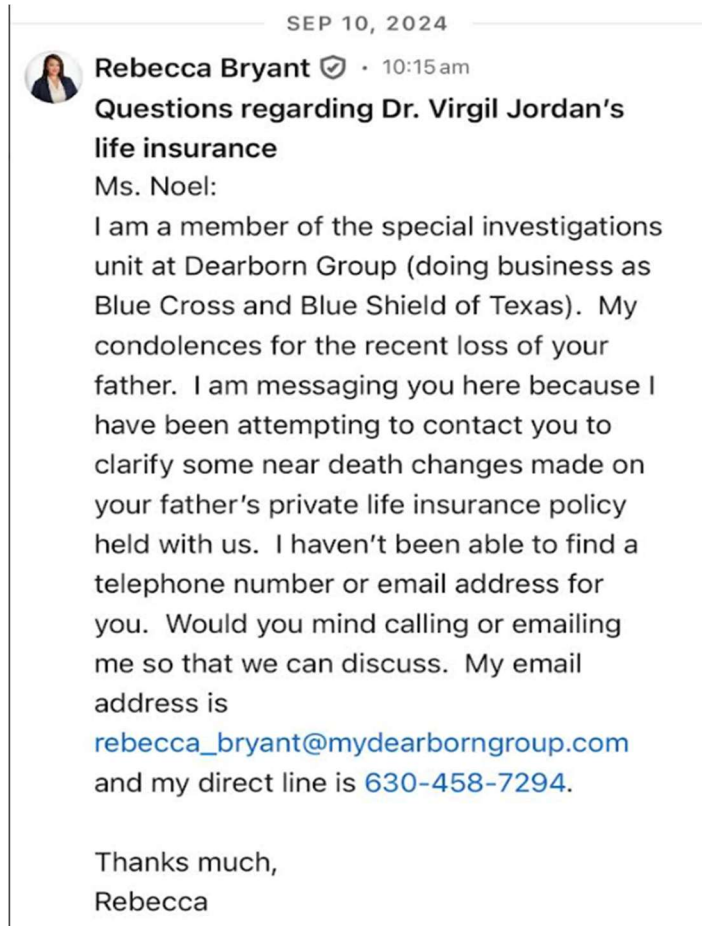 SEP 10, 2024
Rebecca Bryant · 10:15 am
Questions regarding Dr. Virgil Jordan's
life insurance
Ms. Noel:
I am a member of the special investigations
unit at Dearborn Group (doing business as
Blue Cross and Blue Shield of Texas).  My
condolences for the recent loss of your
father.  I am messaging you here because I
have been attempting to contact you to
clarify some near death changes made on
your father's private life insurance policy
held with us.  I haven't been able to find a
telephone number or email address for
you.  Would you mind calling or emailing
me so that we can discuss.  My email
address is
rebecca_bryant@mydearborngroup.com
and my direct line is 630-458-7294.
Thanks much,
Rebecca